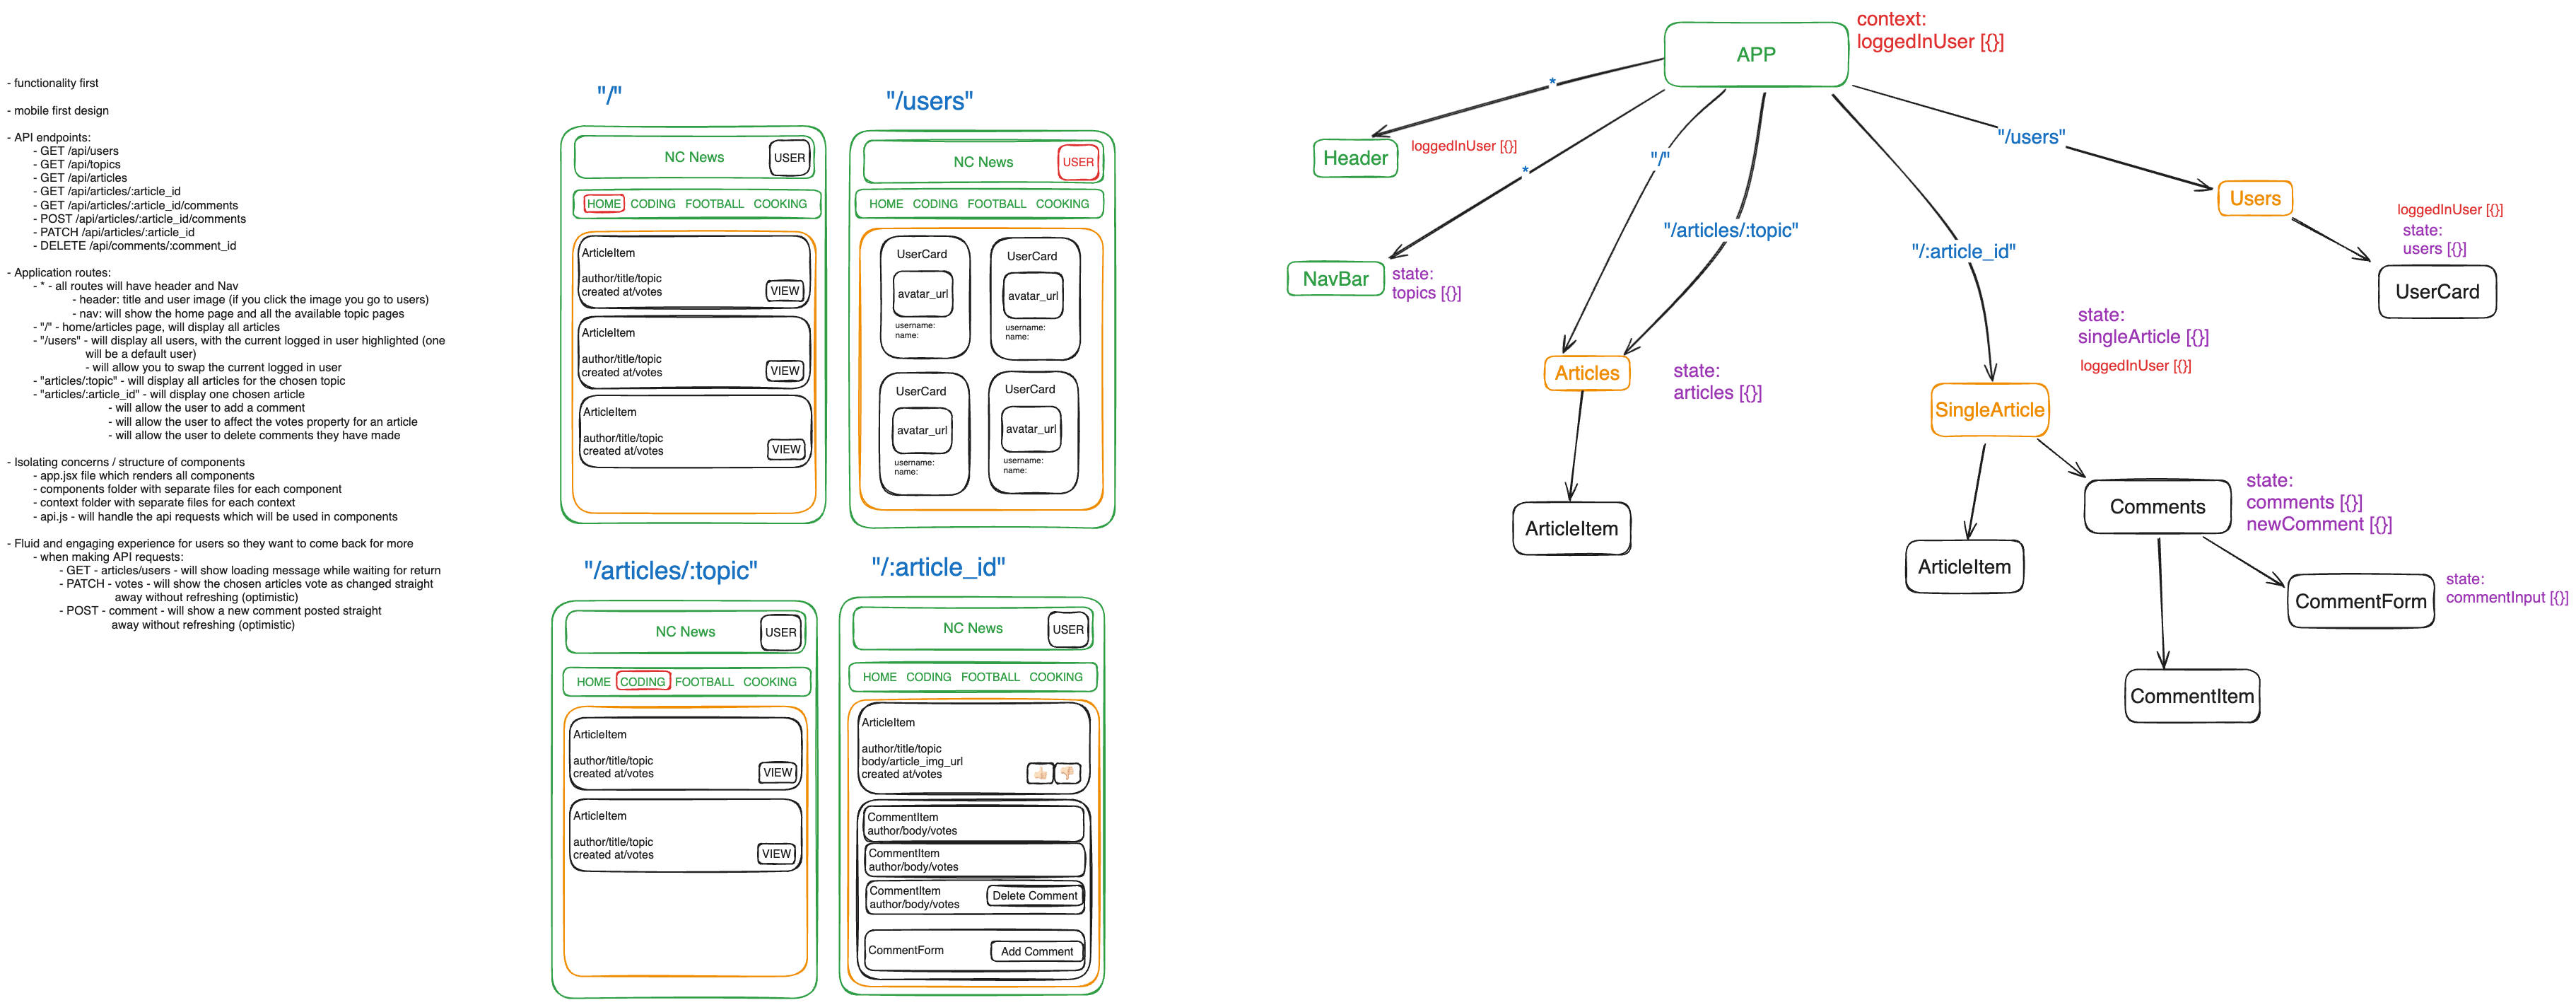 - functionality first
- mobile first design
- API endpoints:
- GET /api/users
- GET /api/topics
- GET /api/articles
- GET /api/articles/:article_id
- GET /api/articles/:article_id/comments
- POST /api/articles/:article_id/comments
- PATCH /api/articles/:article_id
- DELETE /api/comments/:comment_id
- Application routes:
- * - all routes will have header and Nav
- header: title and user image (if you click the image you go to users)
- nav: will show the home page and all the available topic pages
- "/" - home/articles page, will display all articles
- "/users" - will display all users, with the current logged in user highlighted (one
will be a default user)
- will allow you to swap the current logged in user
- "articles/:topic" - will display all articles for the chosen topic
- "articles/:article_id" - will display one chosen article
- will allow the user to add a comment
- will allow the user to affect the votes property for an article
- will allow the user to delete comments they have made
- Isolating concerns / structure of components
- app.jsx file which renders all components
- components folder with separate files for each component
- context folder with separate files for each context
- api.js - will handle the api requests which will be used in components
- Fluid and engaging experience for users so they want to come back for more
- when making API requests:
- GET - articles/users - will show loading message while waiting for return
- PATCH - votes - will show the chosen articles vote as changed straight
away without refreshing (optimistic)
- POST - comment - will show a new comment posted straight
away without refreshing (optimistic)
"/"
NC News
USER
HOME CODING FOOTBALL COOKING
ArticleItem
author/title/topic
created at/votes
VIEW
ArticleItem
author/title/topic
created at/votes
VIEW
ArticleItem
author/title/topic
created at/votes
VIEW
"/users"
NC News
USER
HOME CODING FOOTBALL COOKING
UserCard
avatar_url
username:
name:
UserCard
avatar_url
username:
name:
UserCard
avatar_url
username:
name:
UserCard
avatar_url
username:
name:
"/articles/:topic"
NC News
USER
HOME CODING FOOTBALL COOKING
ArticleItem
author/title/topic
created at/votes
VIEW
ArticleItem
author/title/topic
created at/votes
VIEW
"/:article_id"
NC News
USER
HOME CODING FOOTBALL COOKING
ArticleItem
author/title/topic
body/article_img_url
created at/votes
CommentItem
author/body/votes
CommentItem
author/body/votes
CommentItem
author/body/votes
Delete Comment
CommentForm
Add Comment
APP
context:
loggedInUser [{}]
*
Header
loggedInUser [{}]
*
NavBar
state:
topics [{}]
"/"
"/articles/:topic"
Articles
state:
articles [{}]
ArticleItem
"/:article_id"
state:
singleArticle [{}]
loggedInUser [{}]
SingleArticle
ArticleItem
Comments
state:
comments [{}]
newComment [{}]
CommentForm
state:
commentInput [{}]
CommentItem
"/users"
Users
loggedInUser [{}]
state:
users [{}]
UserCard